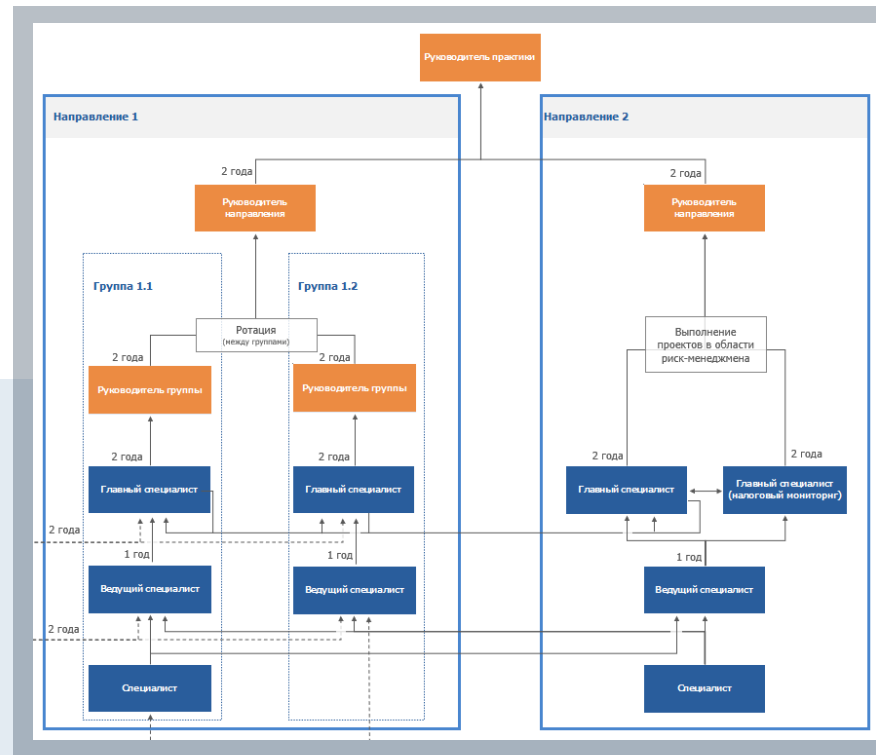 Руководитель практики
Направление 1
Направление 2
2 года
2 года
Руководитель
направления
Руководитель
направления
Группа 1.1
Группа 1.2
Ротация
(между группами)
Выполнение
проектов в области
риск-менеджмена
2 года
2 года
Руководитель группы
Руководитель группы
2 года
2 года
2 года
2 года
Главный специалист
Главный специалист
Главный специалист
Главный специалист
(налоговый мониторнг)
2 года
1 год
1 год
1 год
Ведущий специалист
Ведущий специалист
Ведущий специалист
2 года
Специалист
Специалист